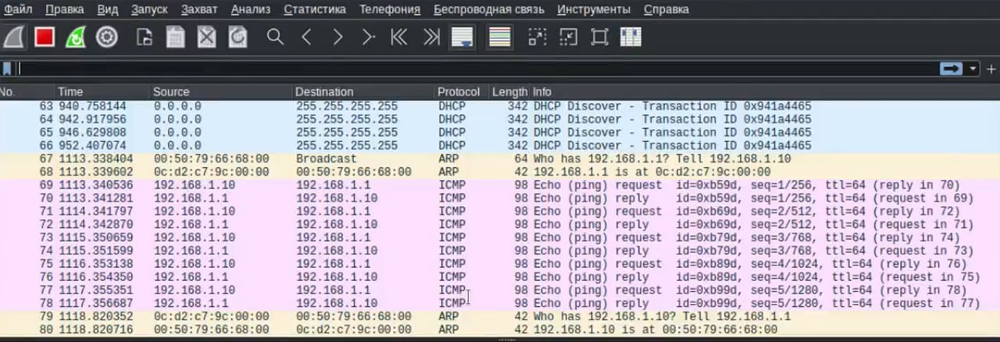 Файл Правка Вид Запуск Захват Анализ Статистика Телефония Беспроводная связь Инструменты Справка
No. Time Source Destination Protocol Length Info
63 940.758144 0.0.0.0 255.255.255.255 DHCP 342 DHCP Discover - Transaction ID 0x941a4465
64 942.917956 0.0.0.0 255.255.255.255 DHCP 342 DHCP Discover - Transaction ID 0x941a4465
65 946.629808 0.0.0.0 255.255.255.255 DHCP 342 DHCP Discover - Transaction ID 0x941a4465
66 952.407074 0.0.0.0 255.255.255.255 DHCP 342 DHCP Discover - Transaction ID 0x941a4465
67 1113.338404 00:50:79:66:68:00 Broadcast ARP 64 Who has 192.168.1.1? Tell 192.168.1.10
68 1113.339602 0c:d2:c7:9c:00:00 00:50:79:66:68:00 ARP 42 192.168.1.1 is at 0c:d2:c7:9c:00:00
69 1113.340536 192.168.1.10 192.168.1.1 ICMP 98 Echo (ping) request id=0xb59d, seq=1/256, ttl=64 (reply in 70)
70 1113.341281 192.168.1.1 192.168.1.10 ICMP 98 Echo (ping) reply id=0xb59d, seq=1/256, ttl=64 (request in 69)
71 1114.341797 192.168.1.10 192.168.1.1 ICMP 98 Echo (ping) request id=0xb69d, seq=2/512, ttl=64 (reply in 72)
72 1114.342870 192.168.1.1 192.168.1.10 ICMP 98 Echo (ping) reply id=0xb69d, seq=2/512, ttl=64 (request in 71)
73 1115.350659 192.168.1.10 192.168.1.1 ICMP 98 Echo (ping) request id=0xb79d, seq=3/768, ttl=64 (reply in 74)
74 1115.351599 192.168.1.1 192.168.1.10 ICMP 98 Echo (ping) reply id=0xb79d, seq=3/768, ttl=64 (request in 73)
75 1116.353138 192.168.1.10 192.168.1.1 ICMP 98 Echo (ping) request id=0xb89d, seq=4/1024, ttl=64 (reply in 76)
76 1116.354350 192.168.1.1 192.168.1.10 ICMP 98 Echo (ping) reply id=0xb89d, seq=4/1024, ttl=64 (request in 75)
77 1117.355351 192.168.1.10 192.168.1.1 ICMP 98 Echo (ping) request id=0xb99d, seq=5/1280, ttl=64 (reply in 78)
78 1117.356687 192.168.1.1 192.168.1.10 ICMP 98 Echo (ping) reply id=0xb99d, seq=5/1280, ttl=64 (request in 77)
79 1118.820352 0c:d2:c7:9c:00:00 00:50:79:66:68:00 ARP 42 Who has 192.168.1.10? Tell 192.168.1.1
80 1118.820716 00:50:79:66:68:00 0c:d2:c7:9c:00:00 ARP 42 192.168.1.10 is at 00:50:79:66:68:00